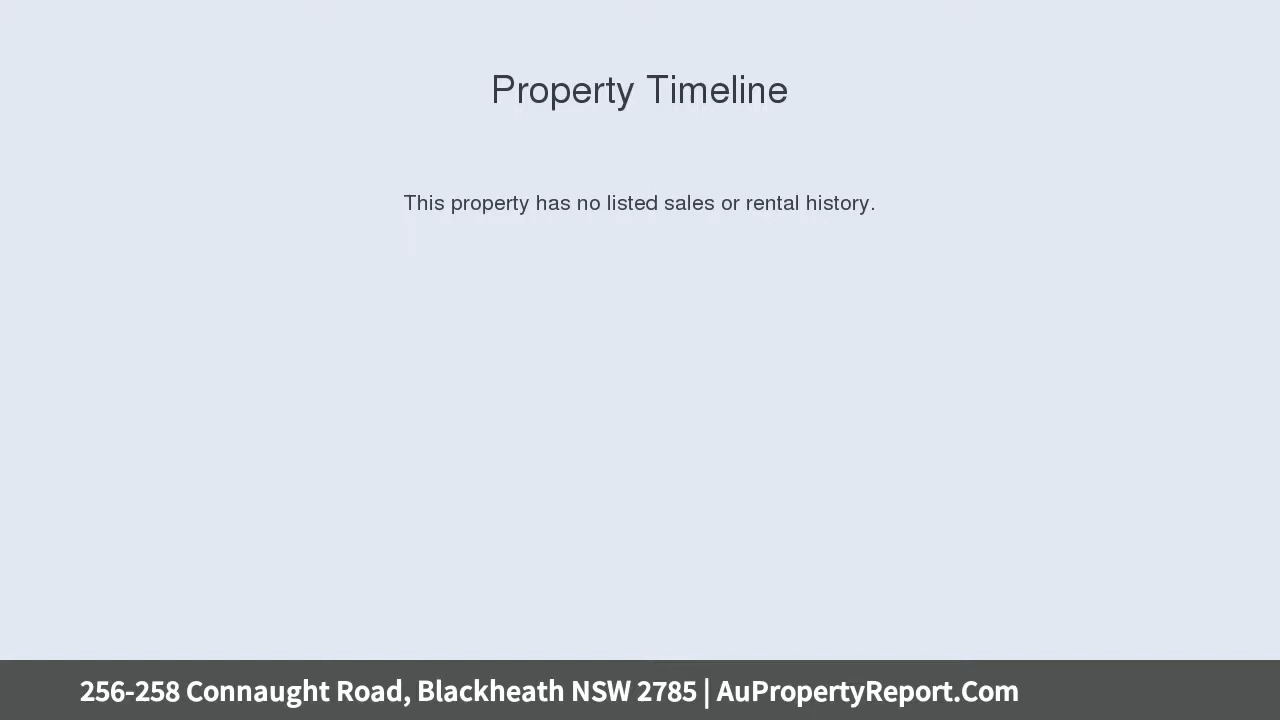 Property Timeline
This property has no listed sales or rental history.
256-258 Connaught Road, Blackheath NSW 2785 | AuPropertyReport.Com